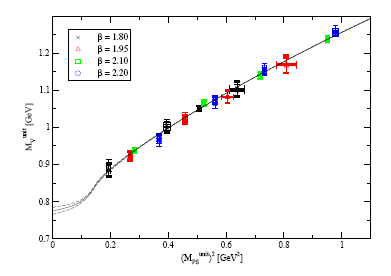 1.2
1.1
1
0.9
0.8
0.7
M_V^unit [GeV]
β = 1.80
β = 1.95
β = 2.10
β = 2.20
0 0.2 0.4 0.6 0.8 1
(M_PS^unit)^2 [GeV^2]